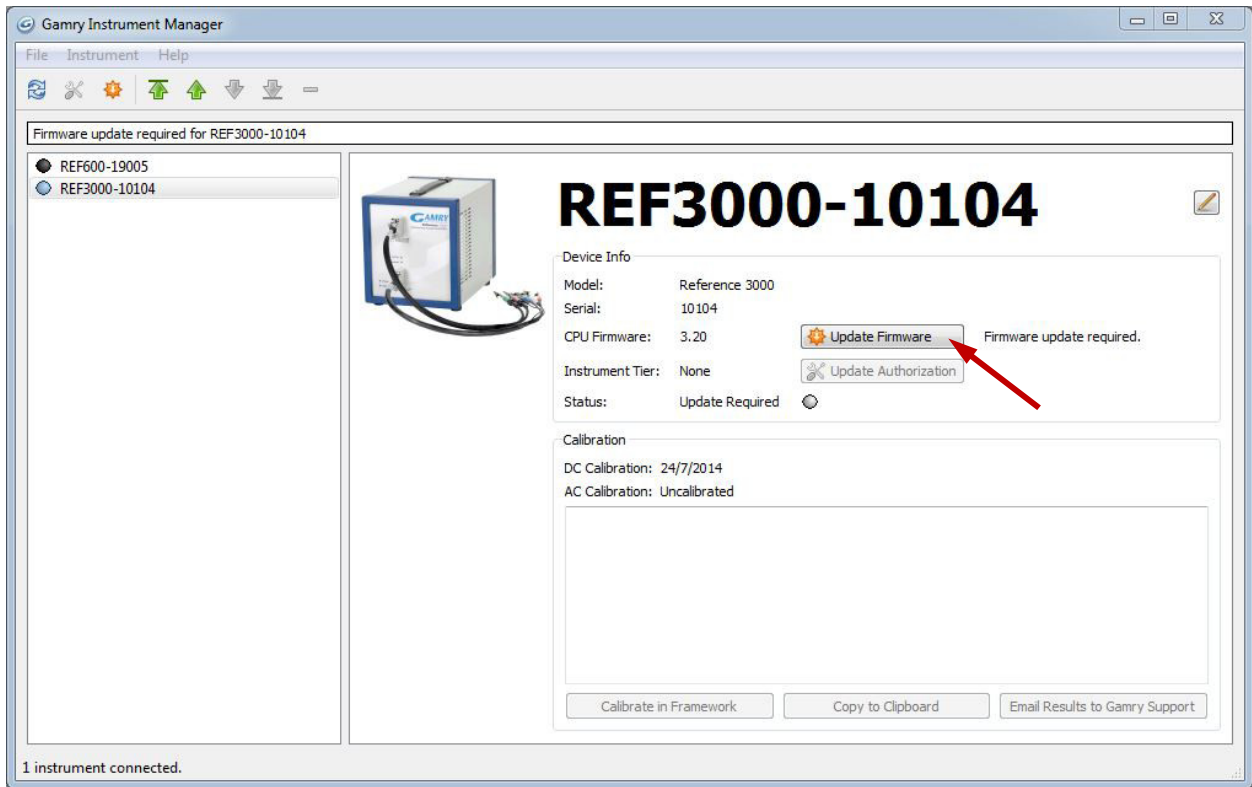 Gamry Instrument Manager
File Instrument Help
Firmware update required for REF3000-10104
REF600-19005
REF3000-10104
GAMRY
REF3000-10104
Device Info
Model: Reference 3000
Serial: 10104
CPU Firmware: 3.20 Update Firmware Firmware update required.
Instrument Tier: None Update Authorization
Status: Update Required
Calibration
DC Calibration: 24/7/2014
AC Calibration: Uncalibrated
Calibrate in Framework Copy to Clipboard Email Results to Gamry Support
1 instrument connected.